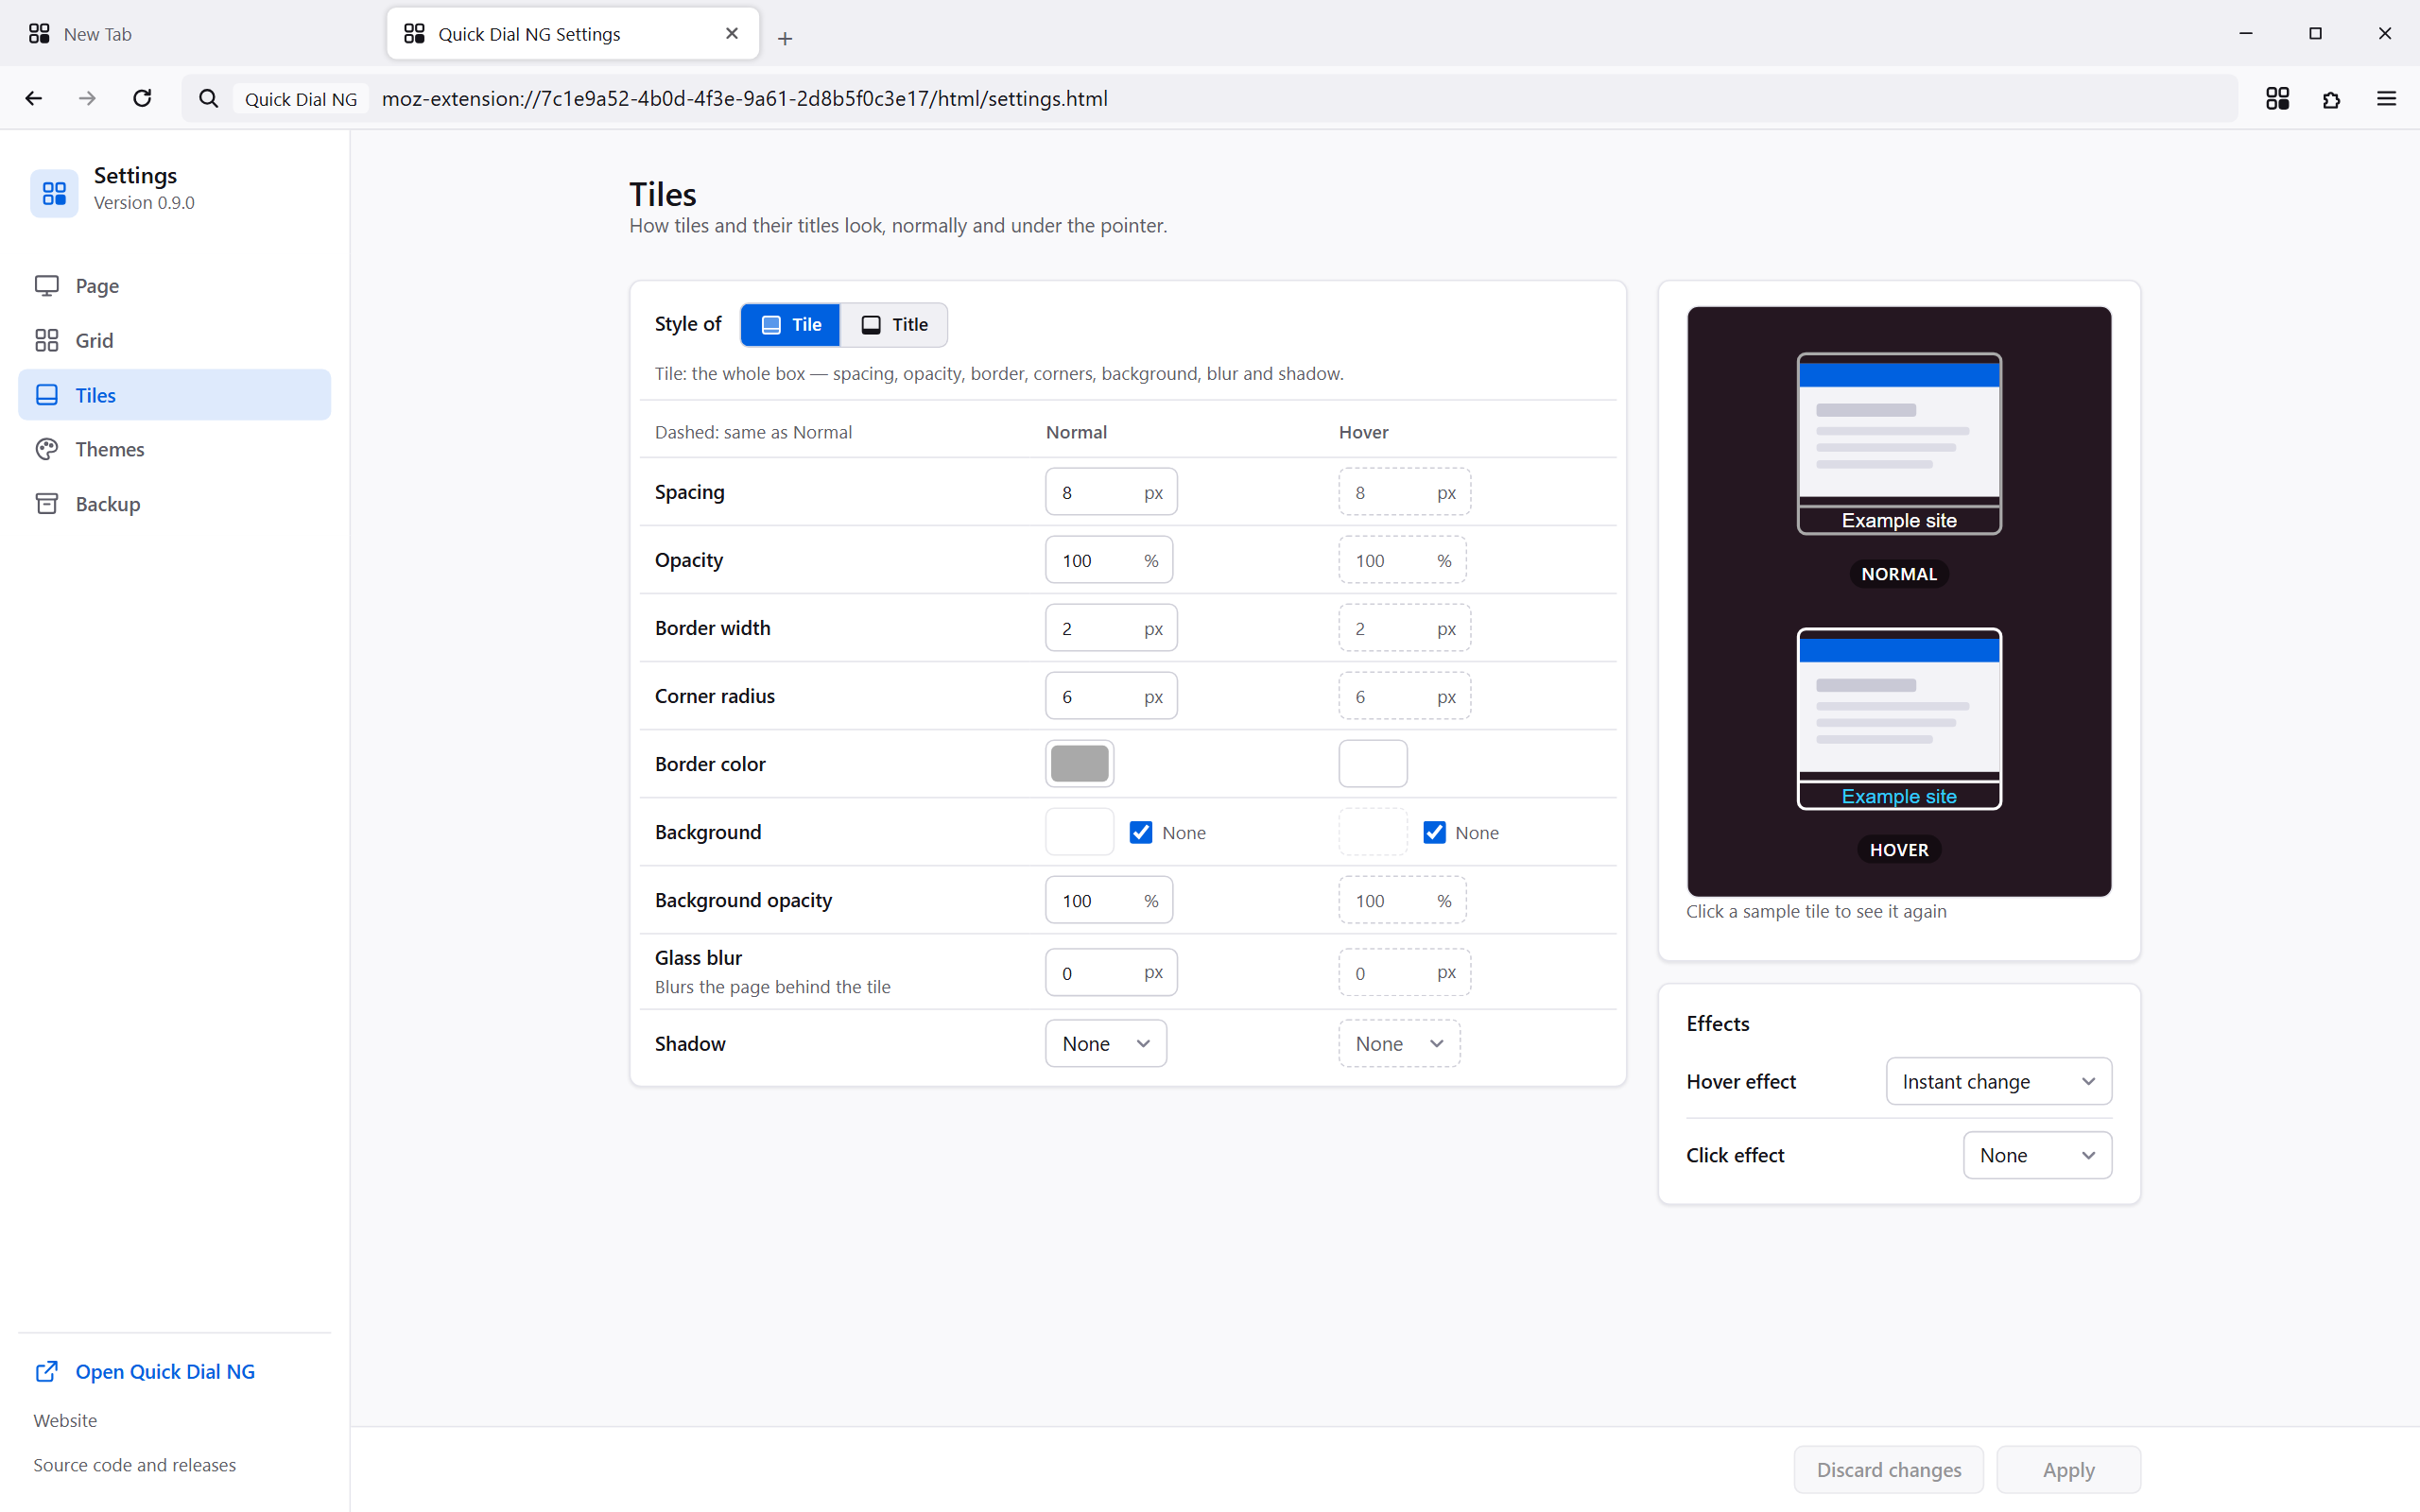 New Tab
Quick Dial NG Settings
Quick Dial NG moz-extension://7c1e9a52-4b0d-4f3e-9a61-2d8b5f0c3e17/html/settings.html
Settings
Version 0.9.0
Page
Grid
Tiles
Themes
Backup
Open Quick Dial NG
Website
Source code and releases
Tiles
How tiles and their titles look, normally and under the pointer.
Style of Tile Title
Tile: the whole box — spacing, opacity, border, corners, background, blur and shadow.
Dashed: same as Normal Normal Hover
Spacing 8 px 8 px
Opacity 100 % 100 %
Border width 2 px 2 px
Corner radius 6 px 6 px
Border color
Background None None
Background opacity 100 % 100 %
Glass blur 0 px 0 px
Blurs the page behind the tile
Shadow None None
Example site
NORMAL
Example site
HOVER
Click a sample tile to see it again
Effects
Hover effect Instant change
Click effect None
Discard changes Apply